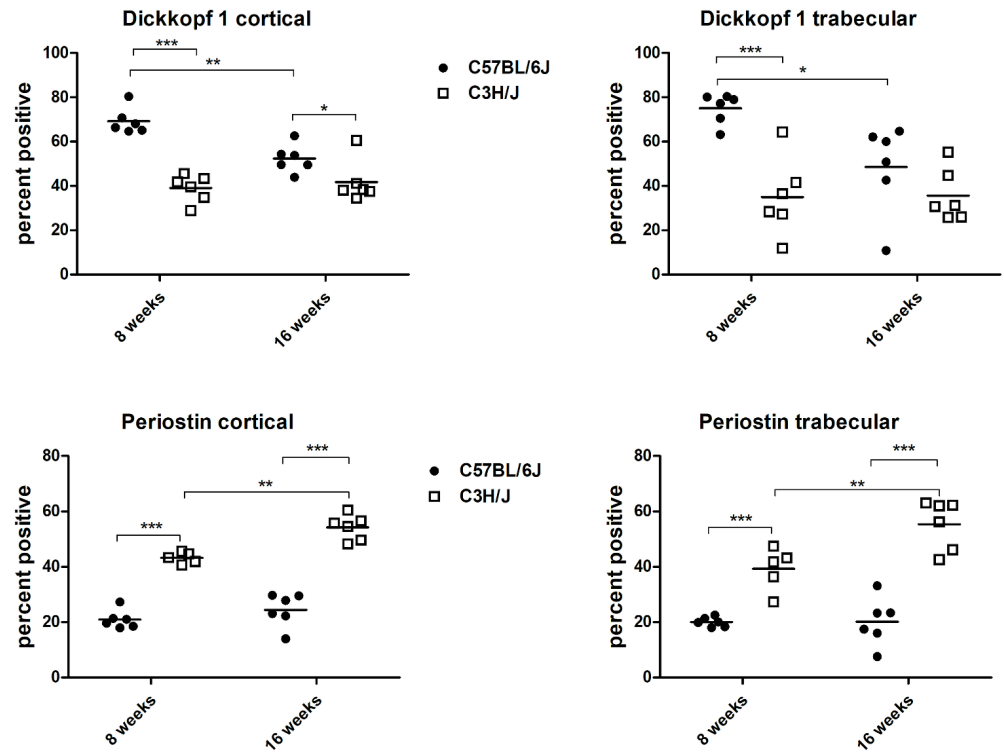 Dickkopf 1 cortical
percent positive
100
80
60
40
20
0
***
**
*
8 weeks
16 weeks
C57BL/6J
C3H/J
Dickkopf 1 trabecular
percent positive
100
80
60
40
20
0
***
*
8 weeks
16 weeks
Periostin cortical
percent positive
80
60
40
20
0
***
**
***
8 weeks
16 weeks
C57BL/6J
C3H/J
Periostin trabecular
percent positive
80
60
40
20
0
***
**
***
8 weeks
16 weeks